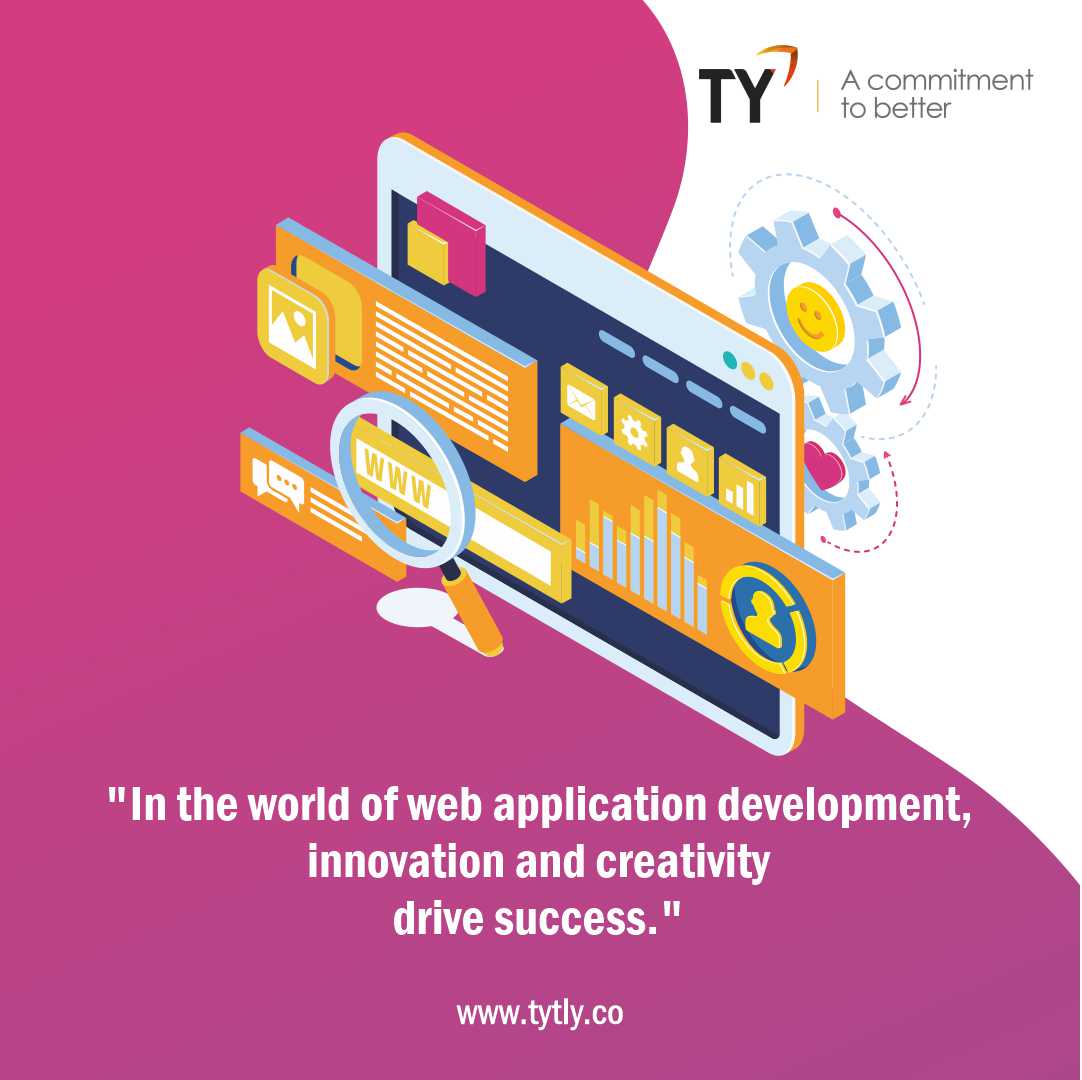 TY
A commitment
to better
WWW
"In the world of web application development,
innovation and creativity
drive success."
www.tytly.co